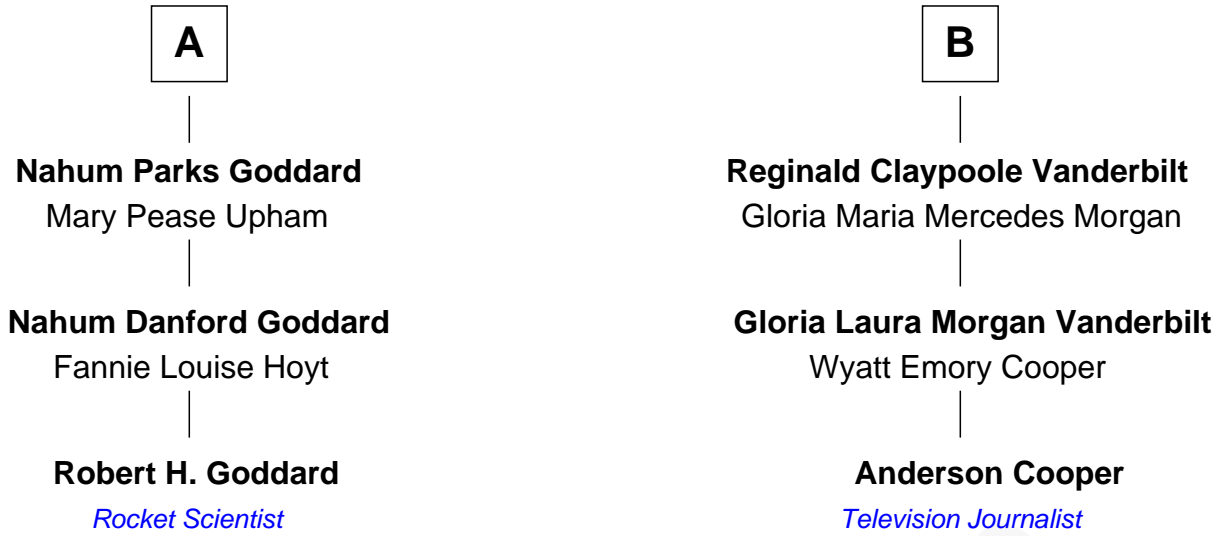 A
Nahum Parks Goddard
Mary Pease Upham
Nahum Danford Goddard
Fannie Louise Hoyt
Robert H. Goddard
Rocket Scientist
B
Reginald Claypoole Vanderbilt
Gloria Maria Mercedes Morgan
Gloria Laura Morgan Vanderbilt
Wyatt Emory Cooper
Anderson Cooper
Television Journalist